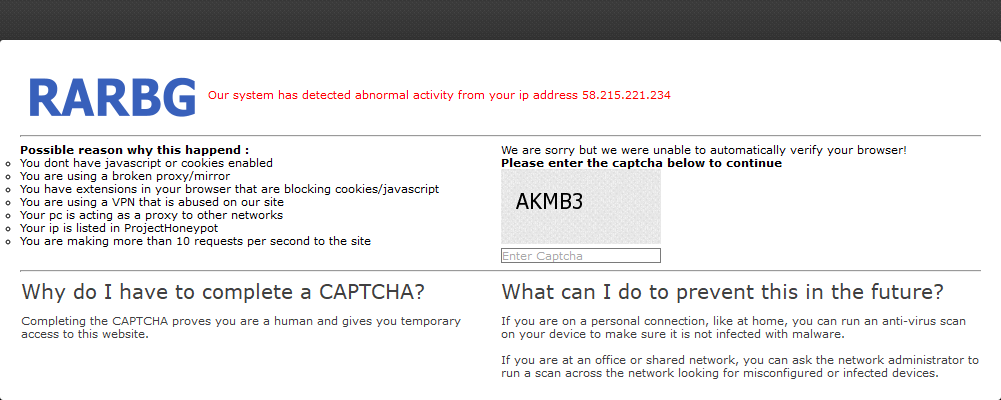 RARBG
Our system has detected abnormal activity from your ip address 58.215.221.234
Possible reason why this happend :
You dont have javascript or cookies enabled
You are using a broken proxy/mirror
You have extensions in your browser that are blocking cookies/javascript
You are using a VPN that is abused on our site
Your pc is acting as a proxy to other networks
Your ip is listed in ProjectHoneypot
You are making more than 10 requests per second to the site
We are sorry but we were unable to automatically verify your browser!
Please enter the captcha below to continue
AKMB3
Enter Captcha
Why do I have to complete a CAPTCHA?
Completing the CAPTCHA proves you are a human and gives you temporary
access to this website.
What can I do to prevent this in the future?
If you are on a personal connection, like at home, you can run an anti-virus scan
on your device to make sure it is not infected with malware.
If you are at an office or shared network, you can ask the network administrator to
run a scan across the network looking for misconfigured or infected devices.